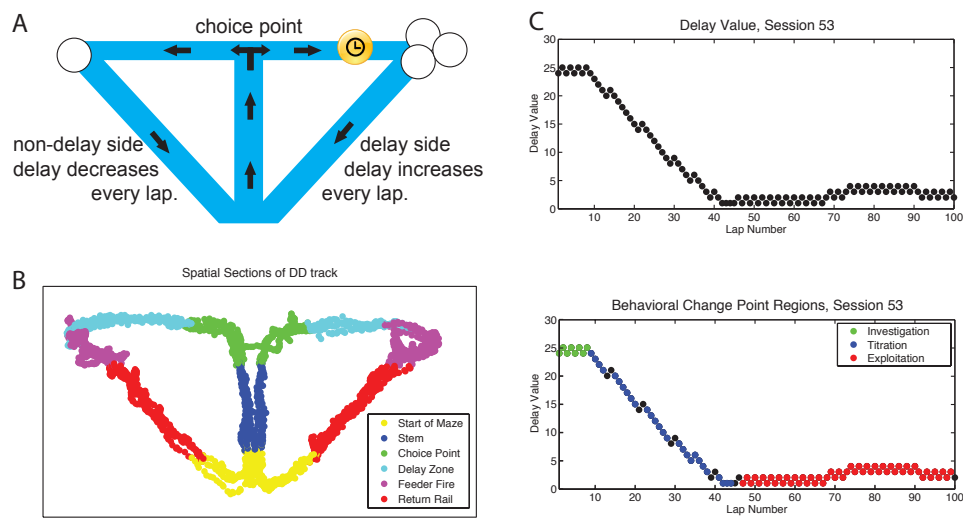 A
choice point
non-delay side
delay decreases
every lap.
delay side
delay increases
every lap.
B
Spatial Sections of DD track
Start of Maze
Stem
Choice Point
Delay Zone
Feeder Fire
Return Rail
C
Delay Value, Session 53
Delay Value
30
25
20
15
10
5
0
10 20 30 40 50 60 70 80 90 100
Lap Number
Behavioral Change Point Regions, Session 53
Investigation
Titration
Exploitation
Delay Value
30
25
20
15
10
5
0
10 20 30 40 50 60 70 80 90 100
Lap Number